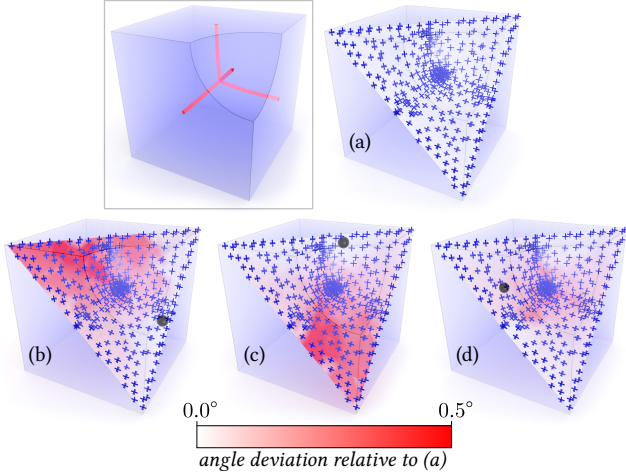 (a)
(b)
(c)
(d)
0.0°
0.5°
angle deviation relative to (a)